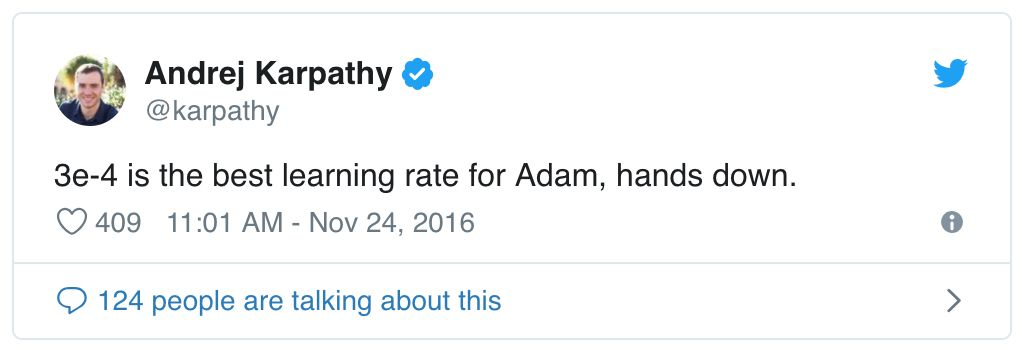 Andrej Karpathy
@karpathy
3e-4 is the best learning rate for Adam, hands down.
409 11:01 AM - Nov 24, 2016
124 people are talking about this